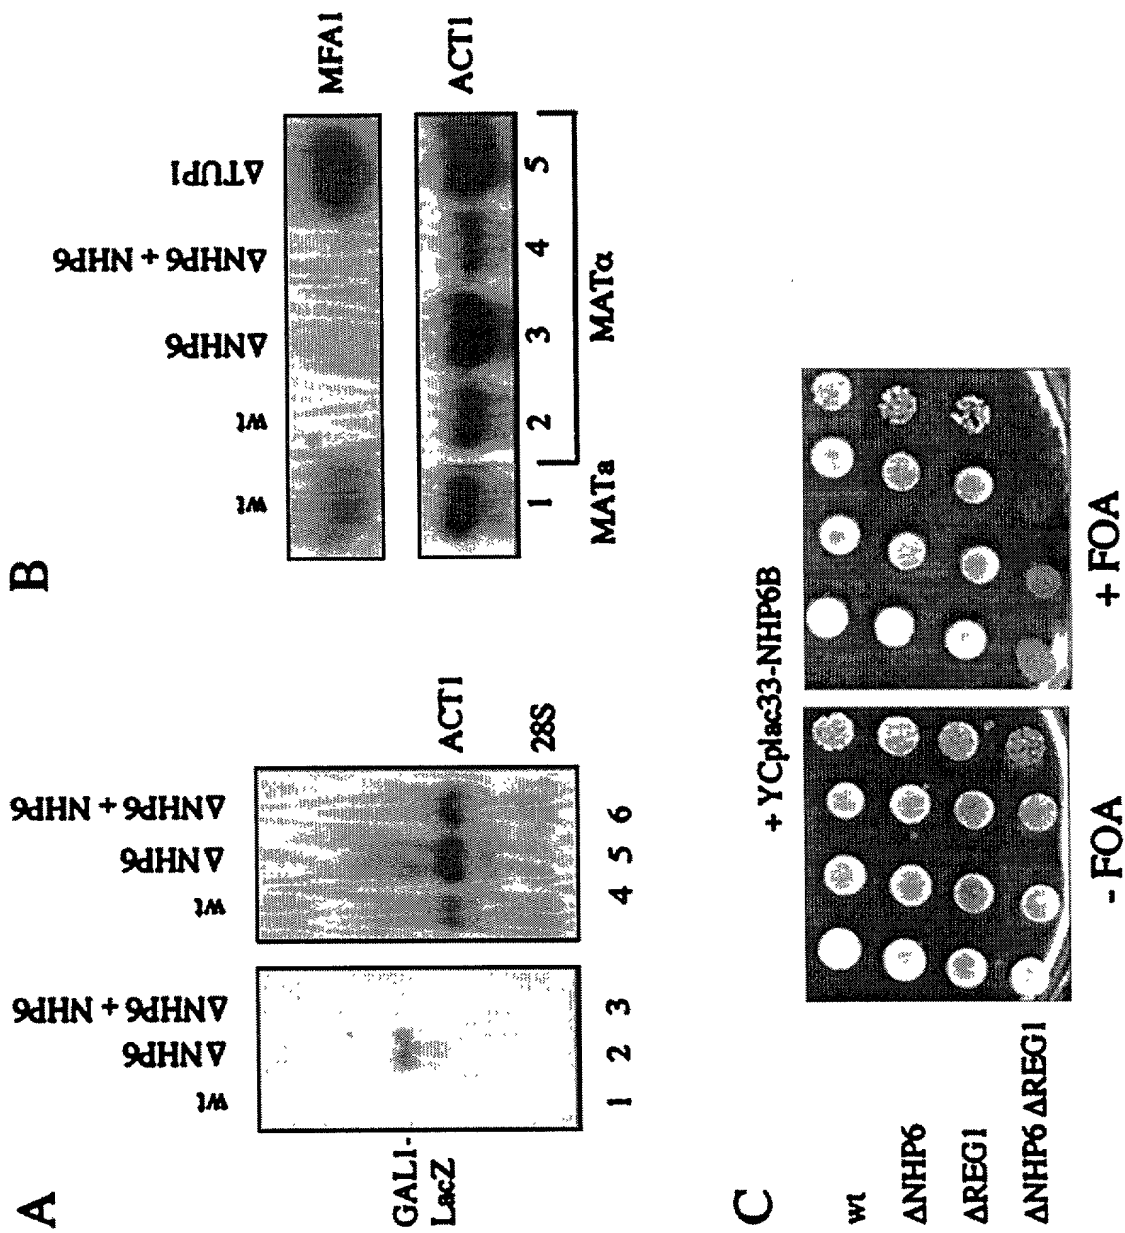 A
wt
ΔNHP6
ΔNHP6 + NHP6
wt
ΔNHP6
ΔNHP6 + NHP6
GAL1-
LacZ
ACT1
28S
1 2 3 4 5 6
B
wt
wt
ΔNHP6
ΔNHP6 + NHP6
ΔTUP1
MFA1
ACT1
1 2 3 4 5
MATa MATα
C
+ YCplac33-NHP6B
wt
ΔNHP6
ΔREG1
ΔNHP6 ΔREG1
- FOA + FOA